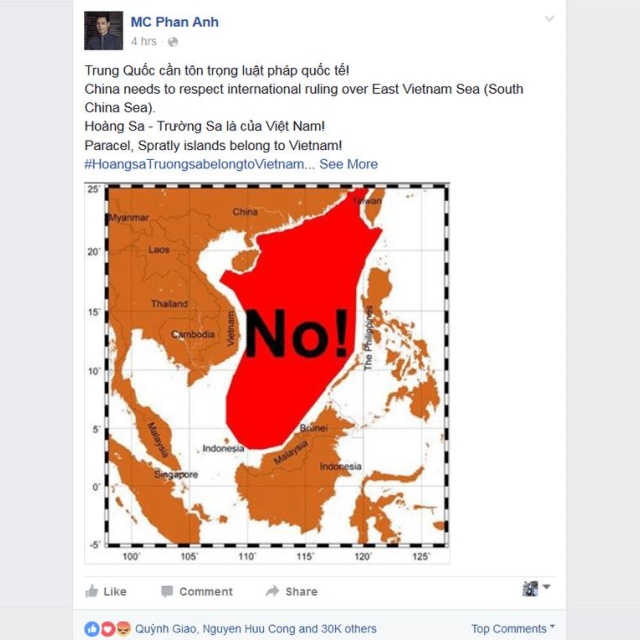 MC Phan Anh
4 hrs ·
Trung Quốc cần tôn trọng luật pháp quốc tế!
China needs to respect international ruling over East Vietnam Sea (South
China Sea).
Hoàng Sa - Trường Sa là của Việt Nam!
Paracel, Spratly islands belong to Vietnam!
#HoangsaTruongsabelongtoVietnam... See More
25°
Myanmar
China
Taiwan
20°
Laos
15°
Thailand
Vietnam
No!
The Philippines
Cambodia
10°
5°
Malaysia
Brunei
Indonesia
Malaysia
Singapore
Indonesia
0°
-5°
100°
105°
110°
115°
120°
125°
Like
Comment
Share
Quỳnh Giao, Nguyen Huu Cong and 30K others
Top Comments